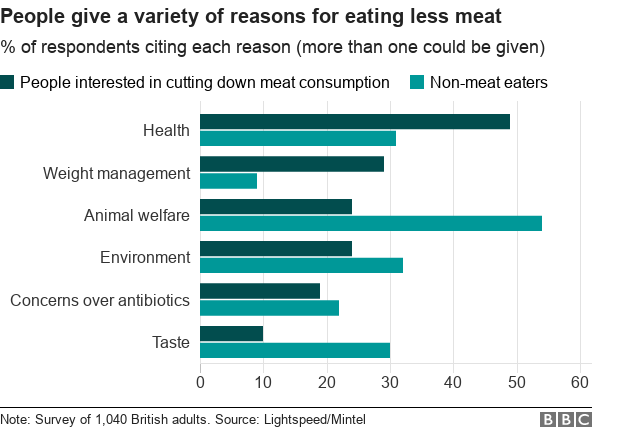 People give a variety of reasons for eating less meat
% of respondents citing each reason (more than one could be given)
People interested in cutting down meat consumption Non-meat eaters
Health
Weight management
Animal welfare
Environment
Concerns over antibiotics
Taste
0 10 20 30 40 50 60
Note: Survey of 1,040 British adults. Source: Lightspeed/Mintel BBC